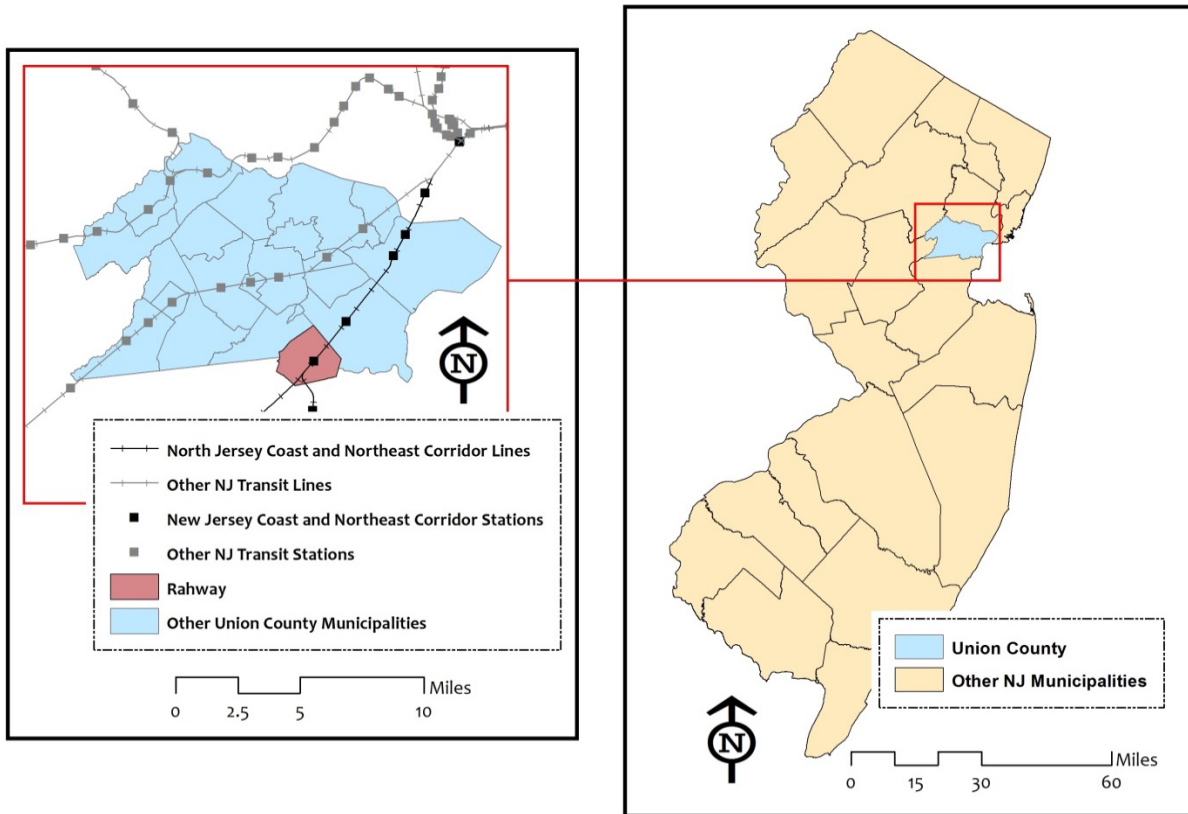 N
North Jersey Coast and Northeast Corridor Lines
Other NJ Transit Lines
New Jersey Coast and Northeast Corridor Stations
Other NJ Transit Stations
Rahway
Other Union County Municipalities
Miles
0 2.5 5 10
Union County
Other NJ Municipalities
N
Miles
0 15 30 60